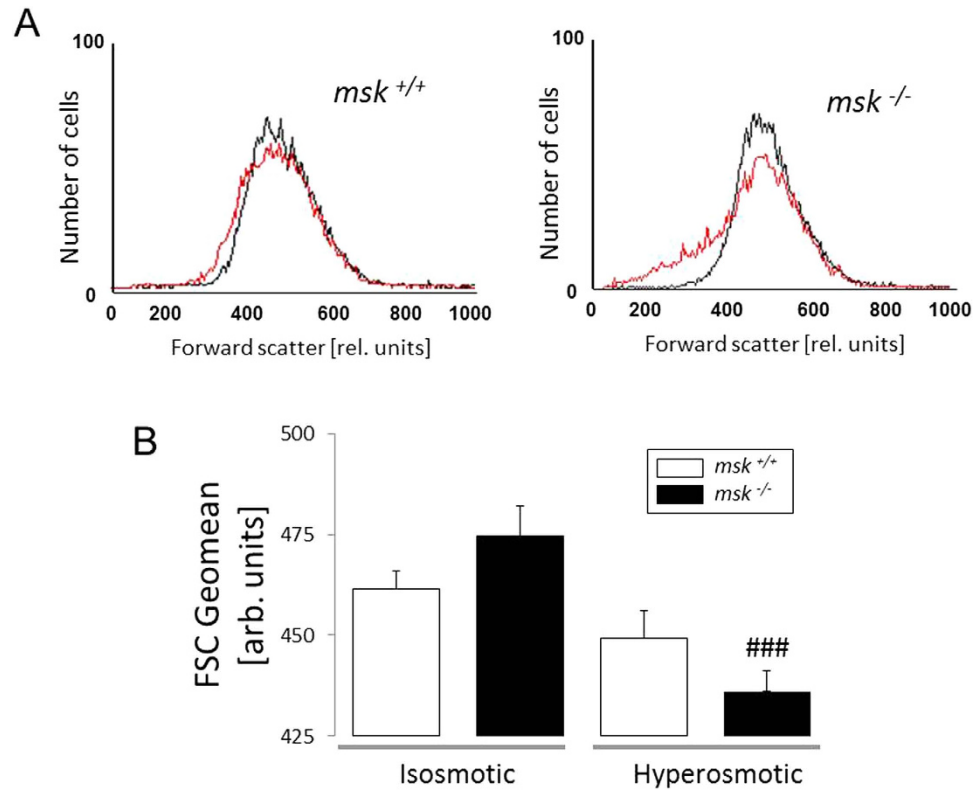 A
100
Number of cells
0
msk +/+
0 200 400 600 800 1000
Forward scatter [rel. units]
100
Number of cells
0
msk -/-
0 200 400 600 800 1000
Forward scatter [rel. units]
B
FSC Geomean
[arb. units]
500
475
450
425
msk +/+
msk -/-
###
Isosmotic
Hyperosmotic